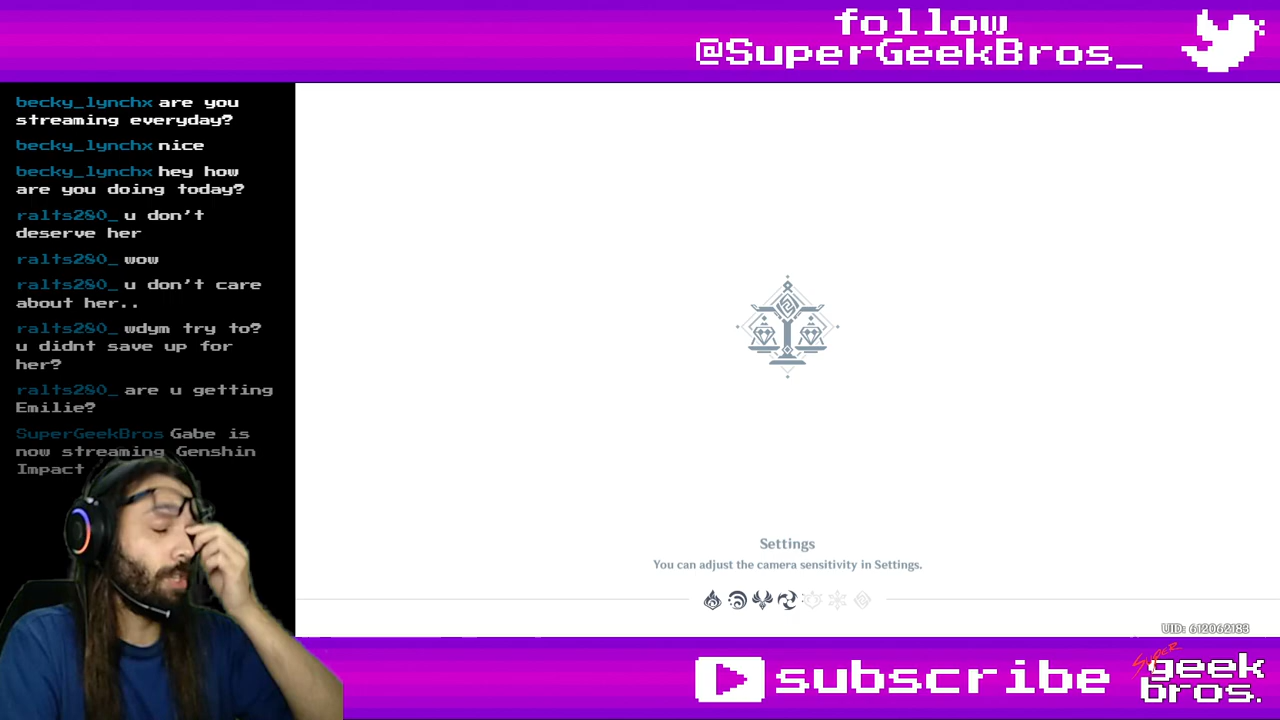 follow
@SuperGeekBros_
becky_lynchx are you
streaming everyday?
becky_lynchx nice
becky_lynchx hey how
are you doing today?
ralts280_ u don't
deserve her
ralts280_ wow
ralts280_ u don't care
about her..
ralts280_ wdym try to?
u didnt save up for
her?
ralts280_ are u getting
Emilie?
SuperGeekBros Gabe is
now streaming Genshin
Impact
Settings
You can adjust the camera sensitivity in Settings.
UID: 612062183
subscribe
super
geek
bros.